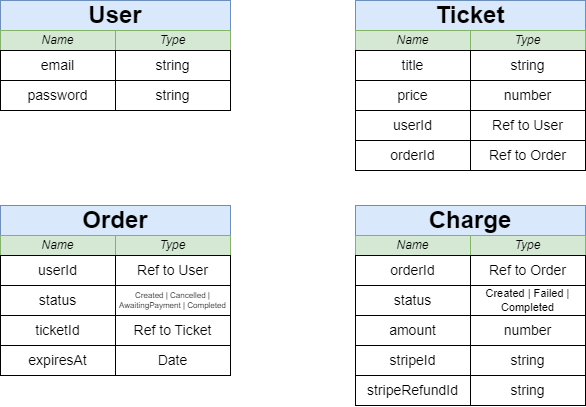 User
Name Type
email string
password string
Ticket
Name Type
title string
price number
userId Ref to User
orderId Ref to Order
Order
Name Type
userId Ref to User
status Created | Cancelled |
AwaitingPayment | Completed
ticketId Ref to Ticket
expiresAt Date
Charge
Name Type
orderId Ref to Order
status Created | Failed |
Completed
amount number
stripeId string
stripeRefundId string